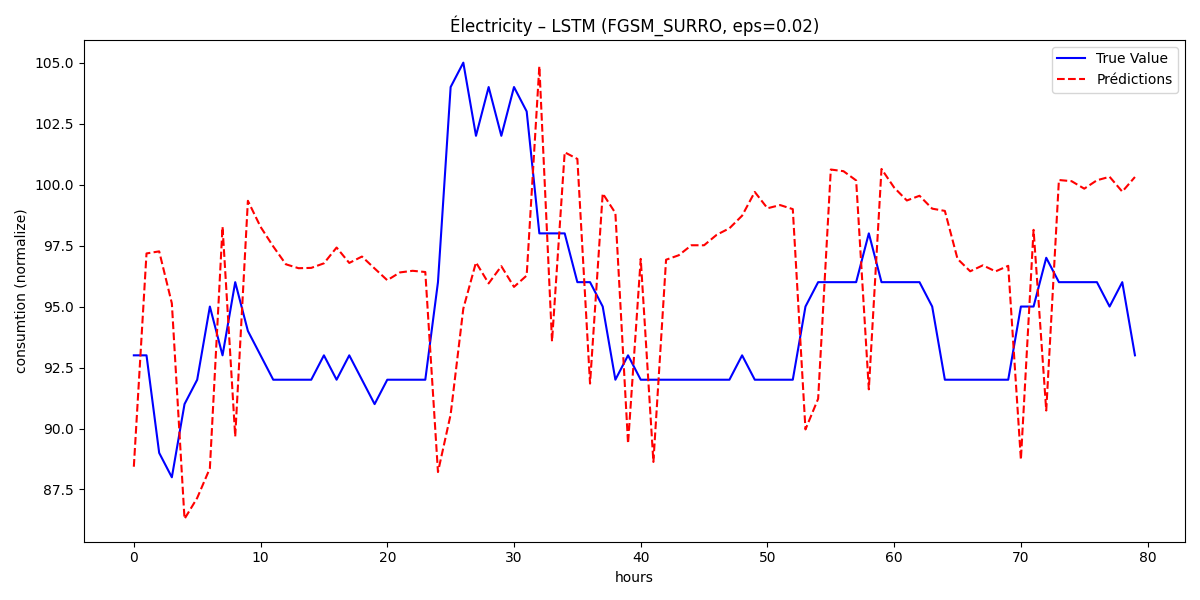 Électricity – LSTM (FGSM_SURRO, eps=0.02)
True Value
Prédictions
consumtion (normalize)
105.0
102.5
100.0
97.5
95.0
92.5
90.0
87.5
0 10 20 30 40 50 60 70 80
hours